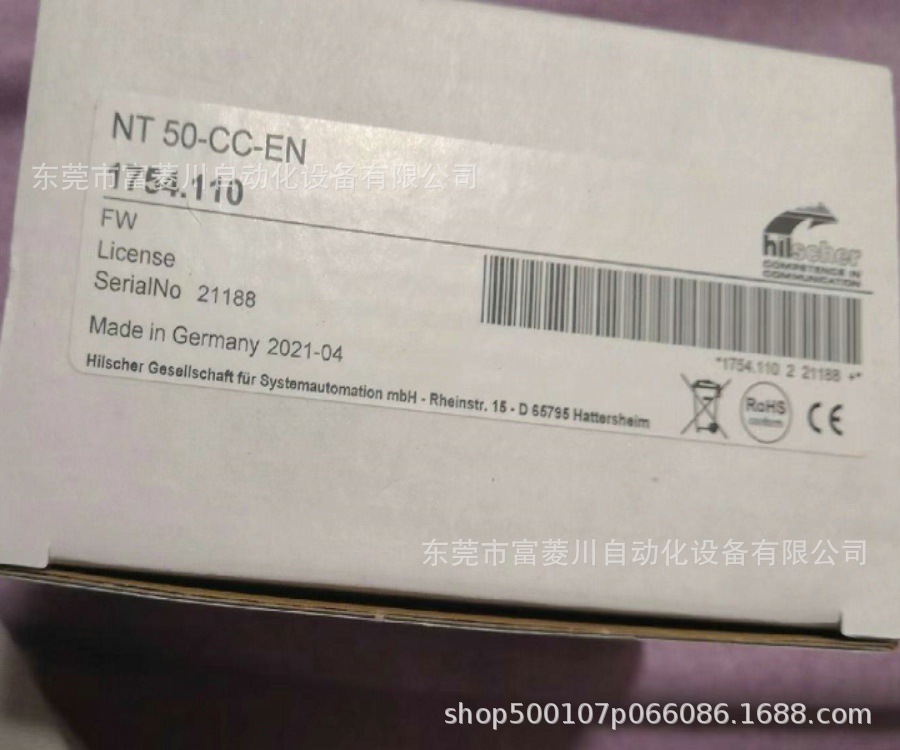 NT 50-CC-EN
东莞市富菱川自动化设备有限公司
1754.110
FW
License
SerialNo 21188
Made in Germany 2021-04
Hilscher Gesellschaft für Systemautomation mbH - Rheinstr. 15 - D 65795 Hattersheim
hilscher
COMPETENCE IN
COMMUNICATION
*1754.110 2 21188 +*
RoHS
conform
CE
东莞市富菱川自动化设备有限公司
shop500107p066086.1688.com